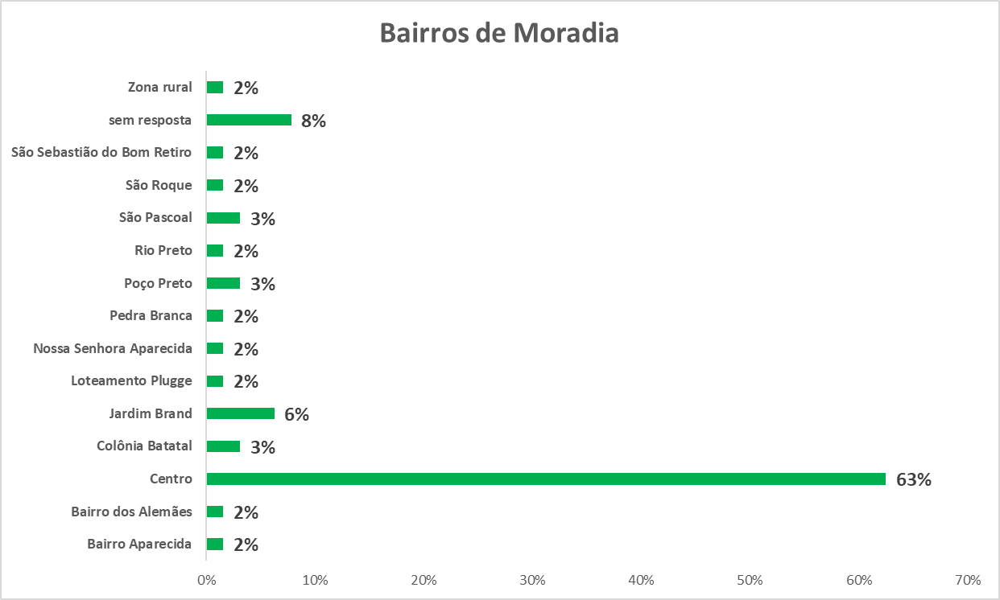 Bairros de Moradia
Zona rural 2%
sem resposta 8%
São Sebastião do Bom Retiro 2%
São Roque 2%
São Pascoal 3%
Rio Preto 2%
Poço Preto 3%
Pedra Branca 2%
Nossa Senhora Aparecida 2%
Loteamento Plugge 2%
Jardim Brand 6%
Colônia Batatal 3%
Centro 63%
Bairro dos Alemães 2%
Bairro Aparecida 2%
0% 10% 20% 30% 40% 50% 60% 70%